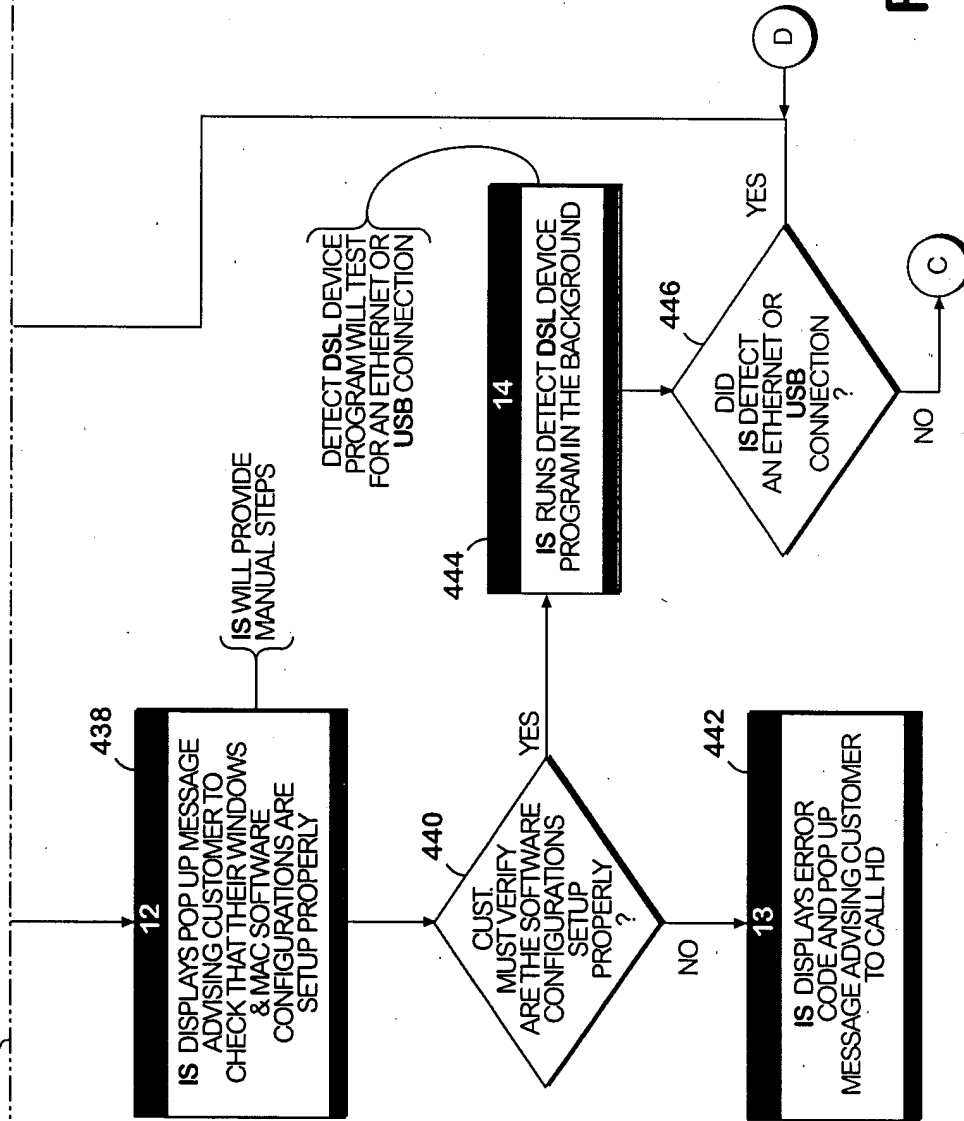 438
12
IS DISPLAYS POP UP MESSAGE
ADVISING CUSTOMER TO
CHECK THAT THEIR WINDOWS
& MAC SOFTWARE
CONFIGURATIONS ARE
SETUP PROPERLY
IS WILL PROVIDE
MANUAL STEPS
440
CUST.
MUST VERIFY
ARE THE SOFTWARE
CONFIGURATIONS
SETUP
PROPERLY
?
YES
NO
442
13
IS DISPLAYS ERROR
CODE AND POP UP
MESSAGE ADVISING CUSTOMER
TO CALL HD
DETECT DSL DEVICE
PROGRAM WILL TEST
FOR AN ETHERNET OR
USB CONNECTION
444
14
IS RUNS DETECT DSL DEVICE
PROGRAM IN THE BACKGROUND
446
DID
IS DETECT
AN ETHERNET OR
USB
CONNECTION
?
YES
NO
D
C